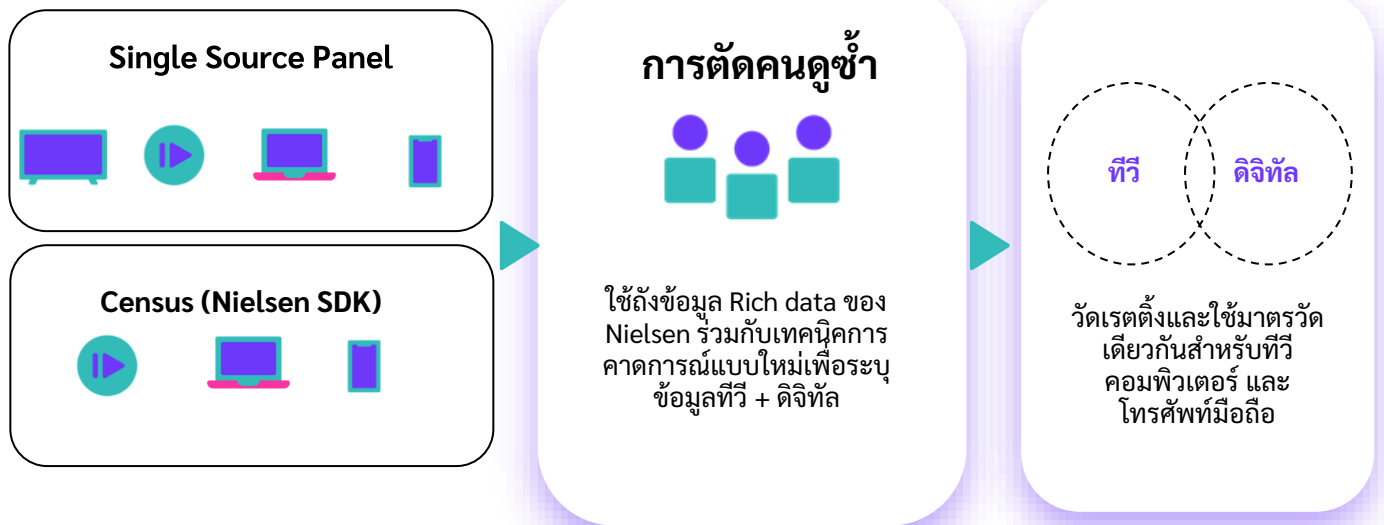 Single Source Panel
Census (Nielsen SDK)
การตัดคนดูซ้ำ
ใช้ถังข้อมูล Rich data ของ
Nielsen ร่วมกับเทคนิคการ
คาดการณ์แบบใหม่เพื่อระบุ
ข้อมูลทีวี + ดิจิทัล
ทีวี
ดิจิทัล
วัดเรตติ้งและใช้มาตรวัด
เดียวกันสำหรับทีวี
คอมพิวเตอร์ และ
โทรศัพท์มือถือ